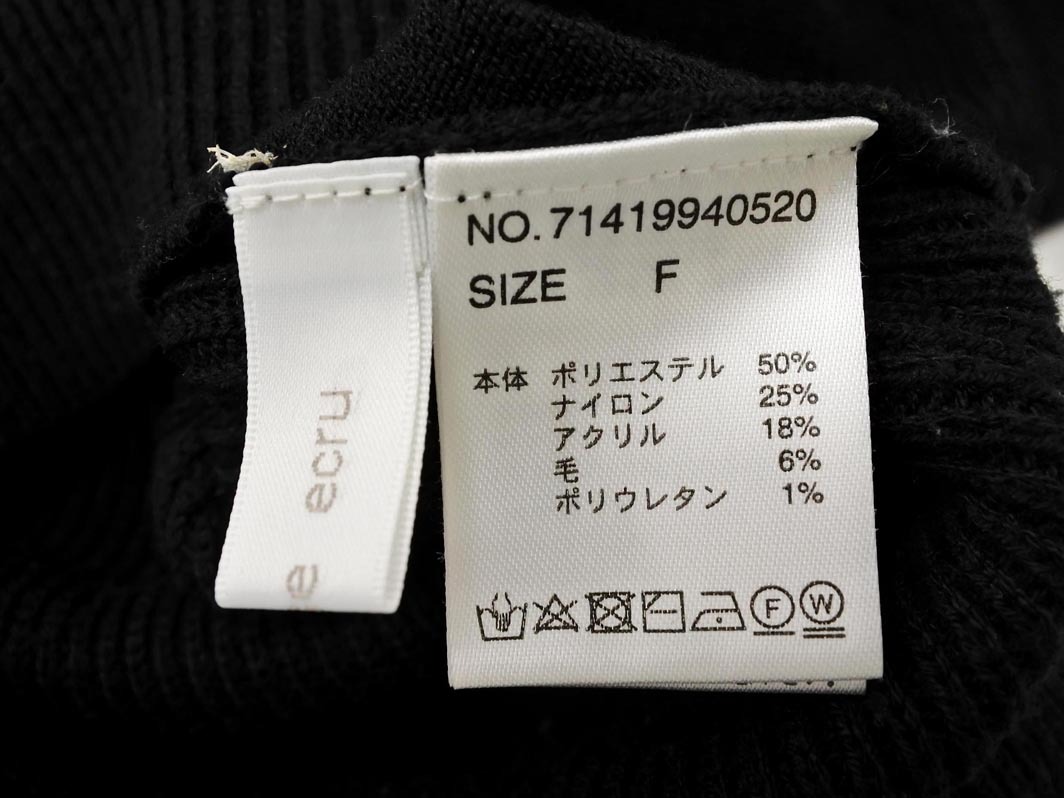 NO. 71419940520
SIZE F
本体 ポリエステル 50%
ナイロン 25%
アクリル 18%
毛 6%
ポリウレタン 1%
F W
ecru